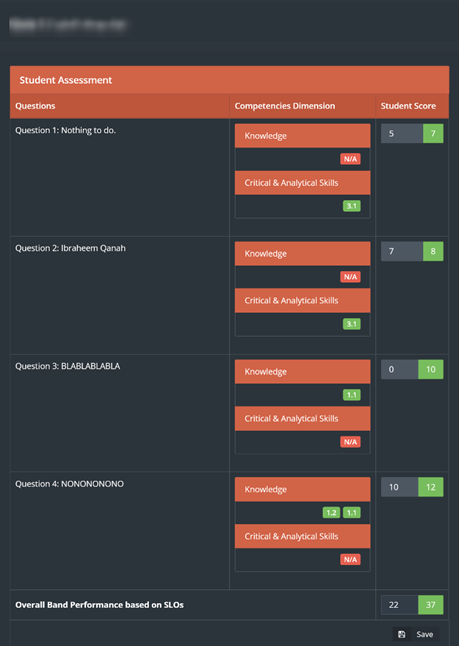 Student Assessment
Questions Competencies Dimension Student Score
Question 1: Nothing to do. Knowledge 5 7
N/A
Critical & Analytical Skills
3.1
Question 2: Ibraheem Qanah Knowledge 7 8
N/A
Critical & Analytical Skills
3.1
Question 3: BLABLABLABLA Knowledge 0 10
1.1
Critical & Analytical Skills
N/A
Question 4: NONONONONO Knowledge 10 12
1.2 1.1
Critical & Analytical Skills
N/A
Overall Band Performance based on SLOs 22 37
Save